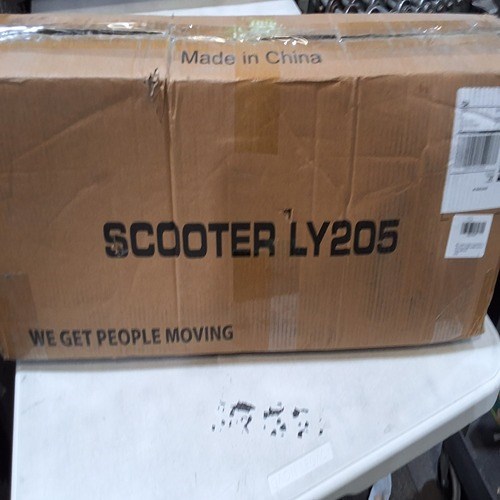 Made in China
SCOOTER LY205
WE GET PEOPLE MOVING